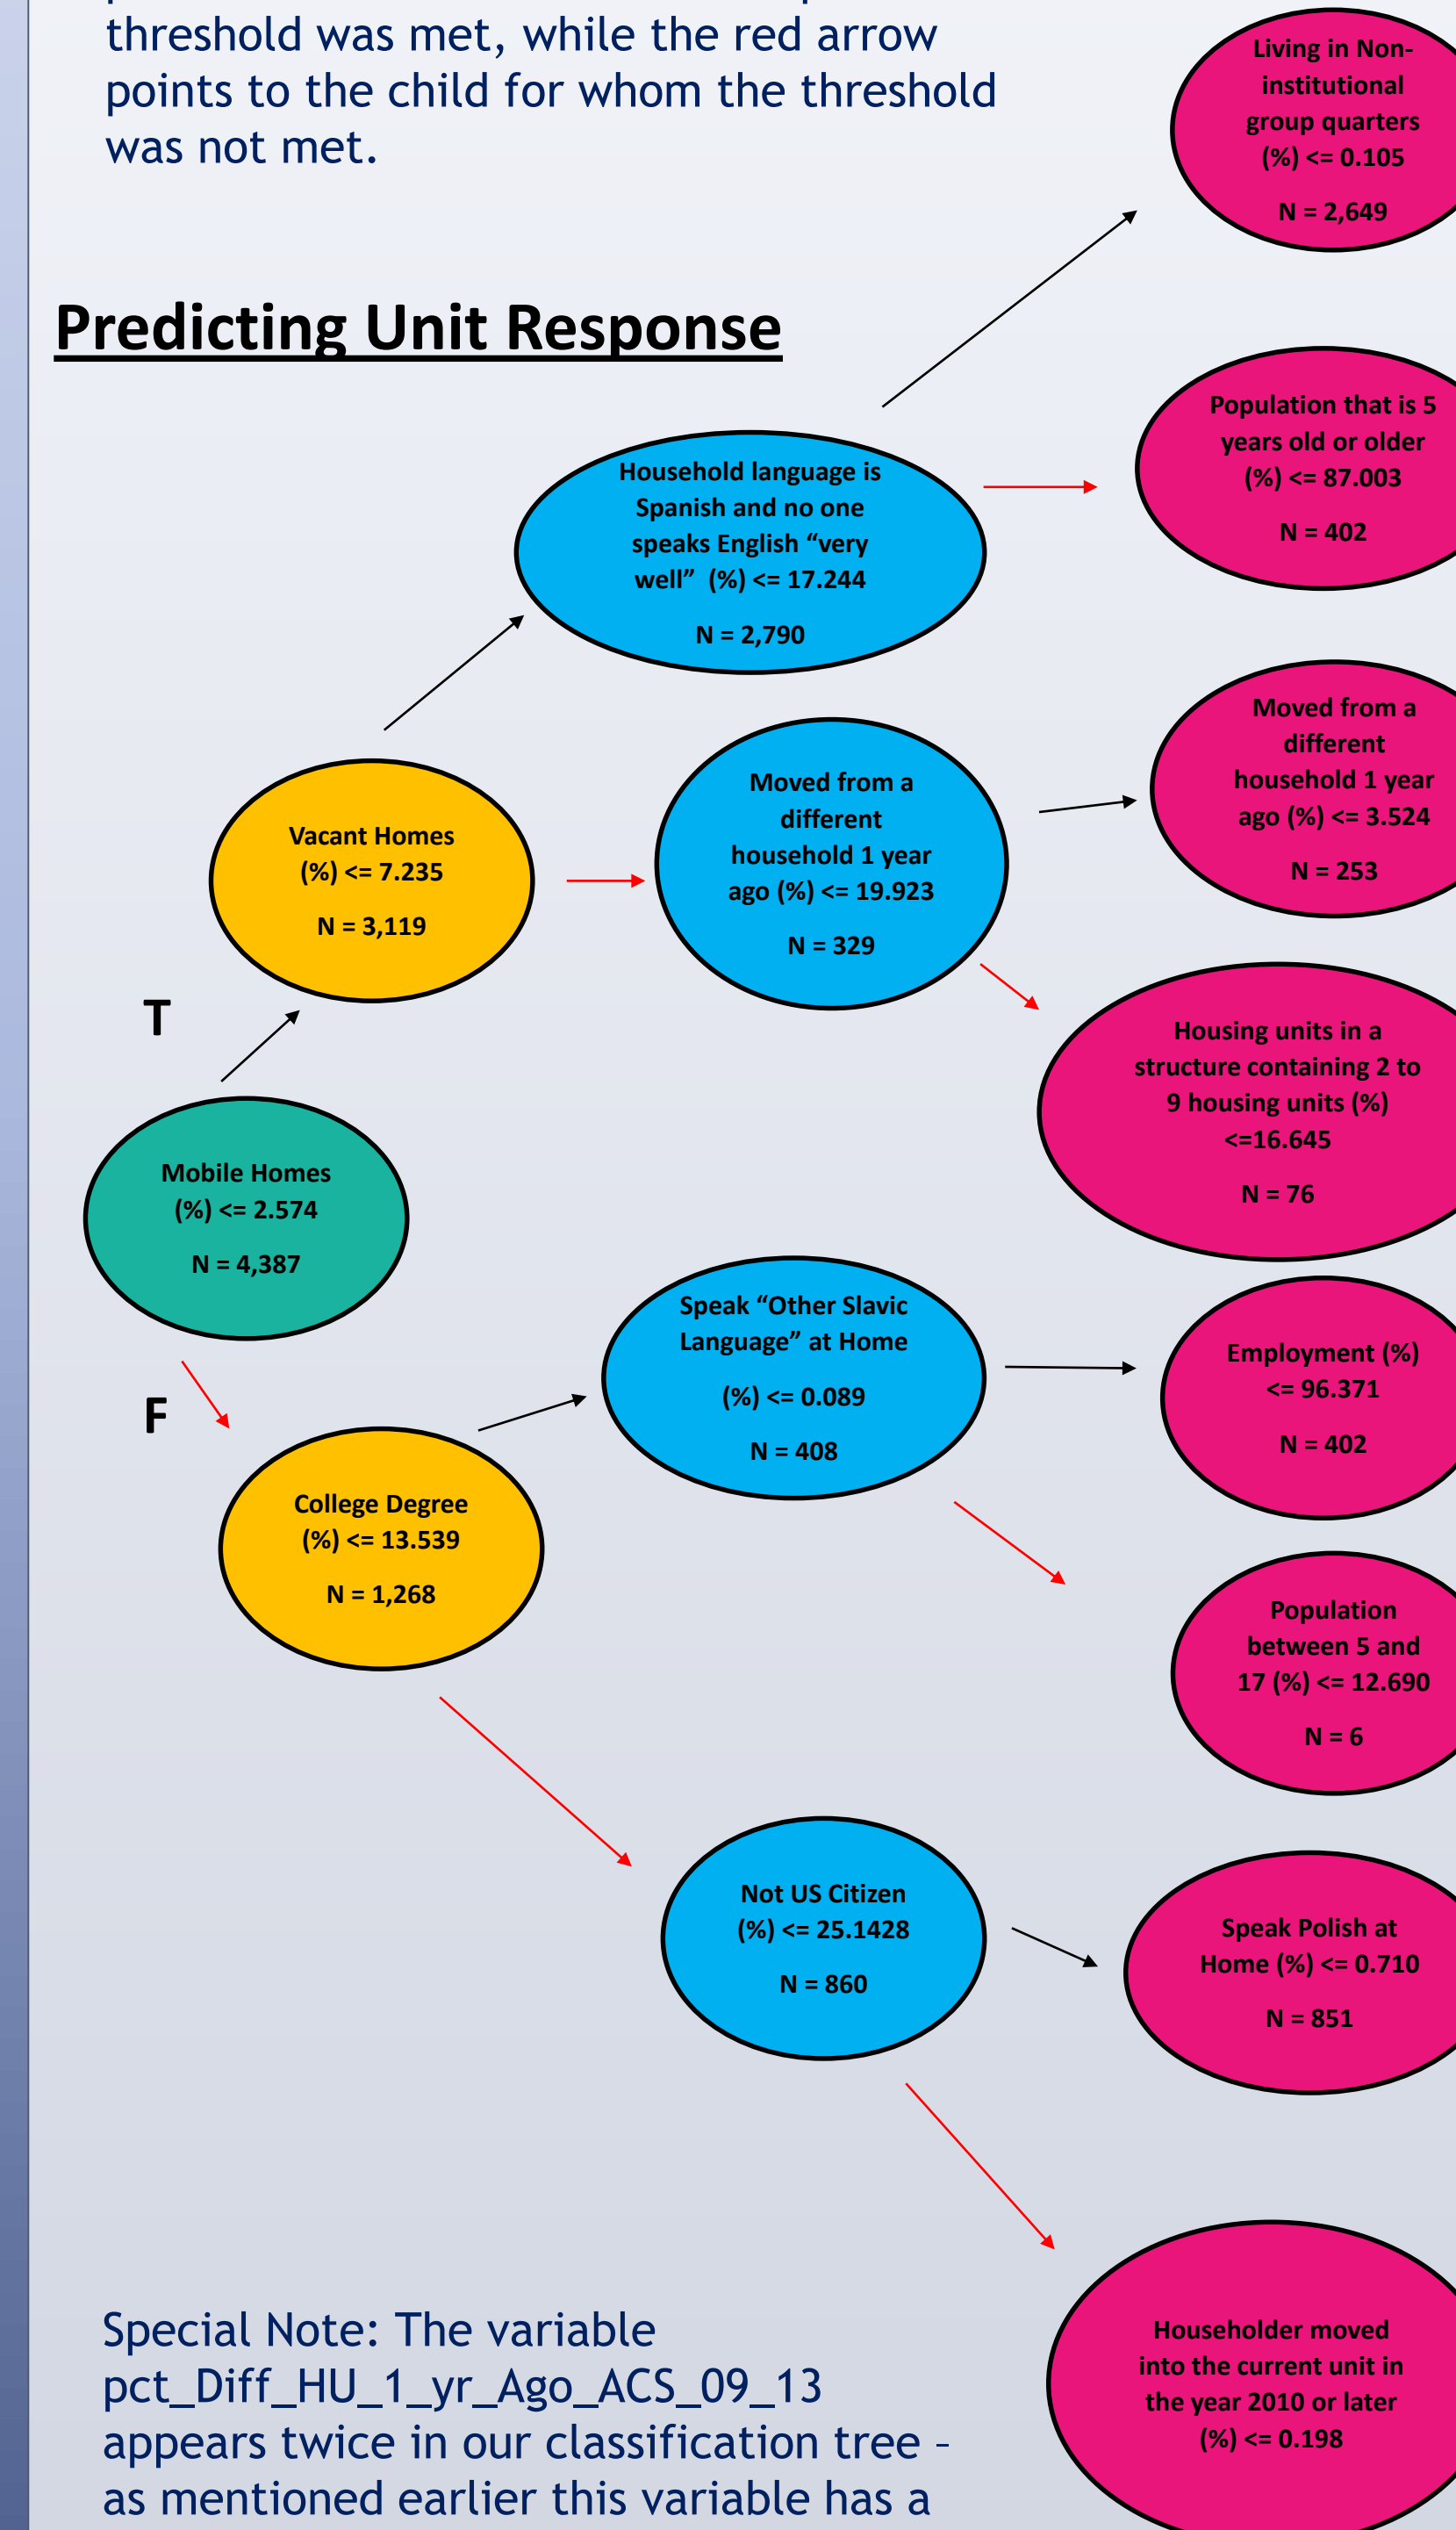 threshold was met, while the red arrow
points to the child for whom the threshold
was not met.
Living in Non-
institutional
group quarters
(%) <= 0.105
N = 2,649
Predicting Unit Response
Population that is 5
years old or older
(%) <= 87.003
N = 402
Household language is
Spanish and no one
speaks English “very
well”  (%) <= 17.244
N = 2,790
Moved from a
different
household 1 year
ago (%) <= 3.524
N = 253
Moved from a
different
household 1 year
ago (%) <= 19.923
N = 329
Vacant Homes
(%) <= 7.235
N = 3,119
T
Housing units in a
structure containing 2 to
9 housing units (%)
<=16.645
N = 76
Mobile Homes
(%) <= 2.574
N = 4,387
F
Speak “Other Slavic
Language” at Home
(%) <= 0.089
N = 408
Employment (%)
<= 96.371
N = 402
College Degree
(%) <= 13.539
N = 1,268
Population
between 5 and
17 (%) <= 12.690
N = 6
Not US Citizen
(%) <= 25.1428
N = 860
Speak Polish at
Home (%) <= 0.710
N = 851
Householder moved
into the current unit in
the year 2010 or later
(%) <= 0.198
Special Note: The variable
pct_Diff_HU_1_yr_Ago_ACS_09_13
appears twice in our classification tree –
as mentioned earlier this variable has a